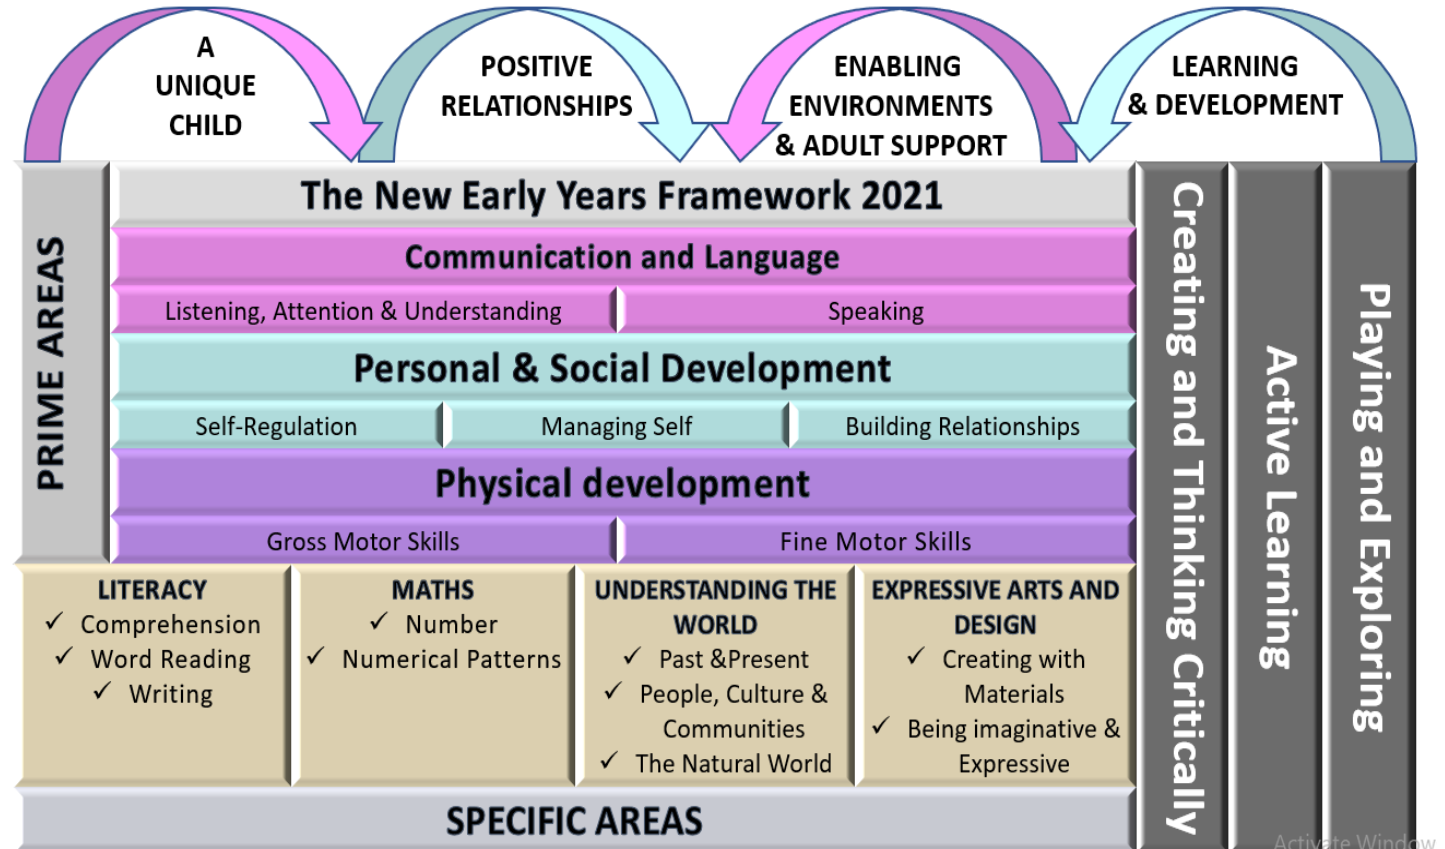 A
UNIQUE
CHILD
POSITIVE
RELATIONSHIPS
ENABLING
ENVIRONMENTS
& ADULT SUPPORT
LEARNING
& DEVELOPMENT
PRIME AREAS
The New Early Years Framework 2021
Communication and Language
Listening, Attention & Understanding
Speaking
Personal & Social Development
Self-Regulation
Managing Self
Building Relationships
Physical development
Gross Motor Skills
Fine Motor Skills
LITERACY
✓ Comprehension
✓ Word Reading
✓ Writing
MATHS
✓ Number
✓ Numerical Patterns
UNDERSTANDING THE
WORLD
✓ Past &Present
✓ People, Culture &
Communities
✓ The Natural World
EXPRESSIVE ARTS AND
DESIGN
✓ Creating with
Materials
✓ Being imaginative &
Expressive
SPECIFIC AREAS
Creating and Thinking Critically
Active Learning
Playing and Exploring
Activate Window